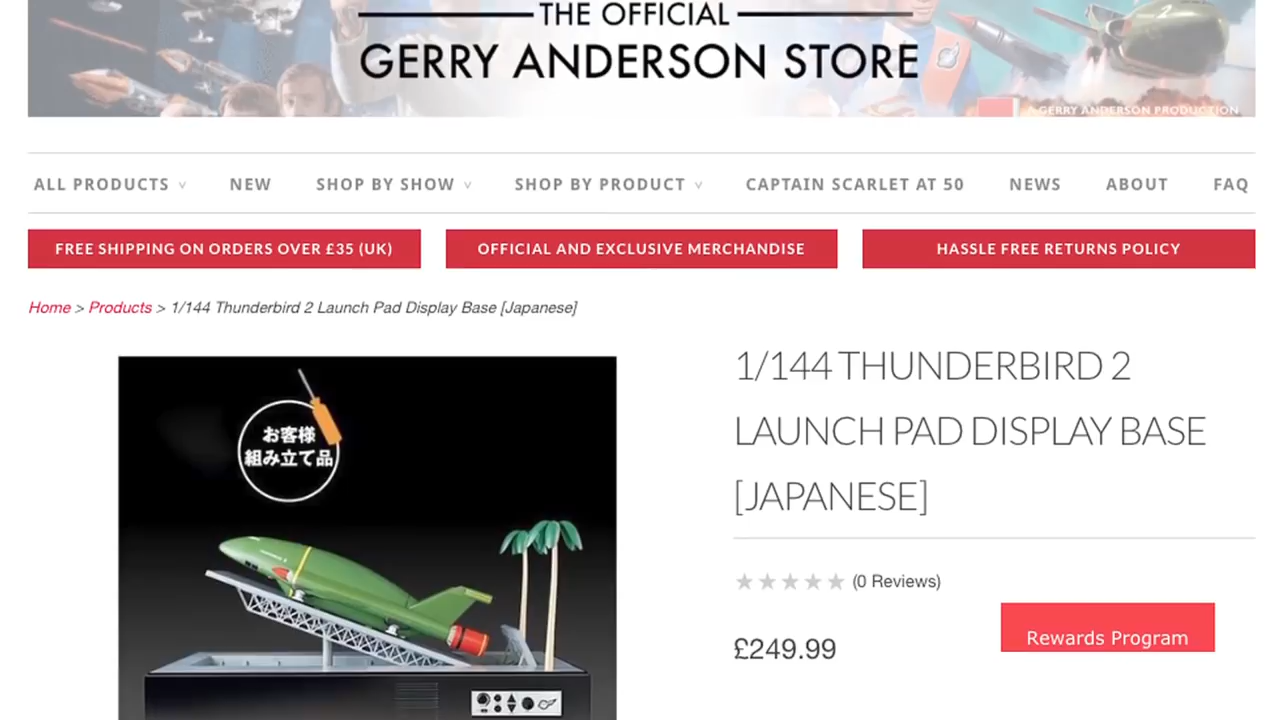 THE OFFICIAL
GERRY ANDERSON STORE
A GERRY ANDERSON PRODUCTION
ALL PRODUCTS ˅ NEW SHOP BY SHOW ˅ SHOP BY PRODUCT ˅ CAPTAIN SCARLET AT 50 NEWS ABOUT FAQ
FREE SHIPPING ON ORDERS OVER £35 (UK) OFFICIAL AND EXCLUSIVE MERCHANDISE HASSLE FREE RETURNS POLICY
Home > Products > 1/144 Thunderbird 2 Launch Pad Display Base [Japanese]
お客様
組み立て品
1/144 THUNDERBIRD 2
LAUNCH PAD DISPLAY BASE
[JAPANESE]
(0 Reviews)
£249.99
Rewards Program